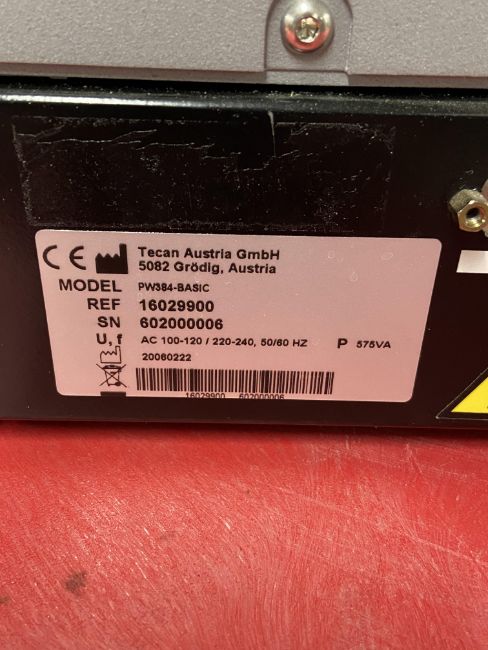 CE Tecan Austria GmbH
5082 Grödig, Austria
MODEL PW384-BASIC
REF 16029900
SN 602000006
U, f AC 100-120 / 220-240, 50/60 HZ P 575VA
20060222
16029900 602000006